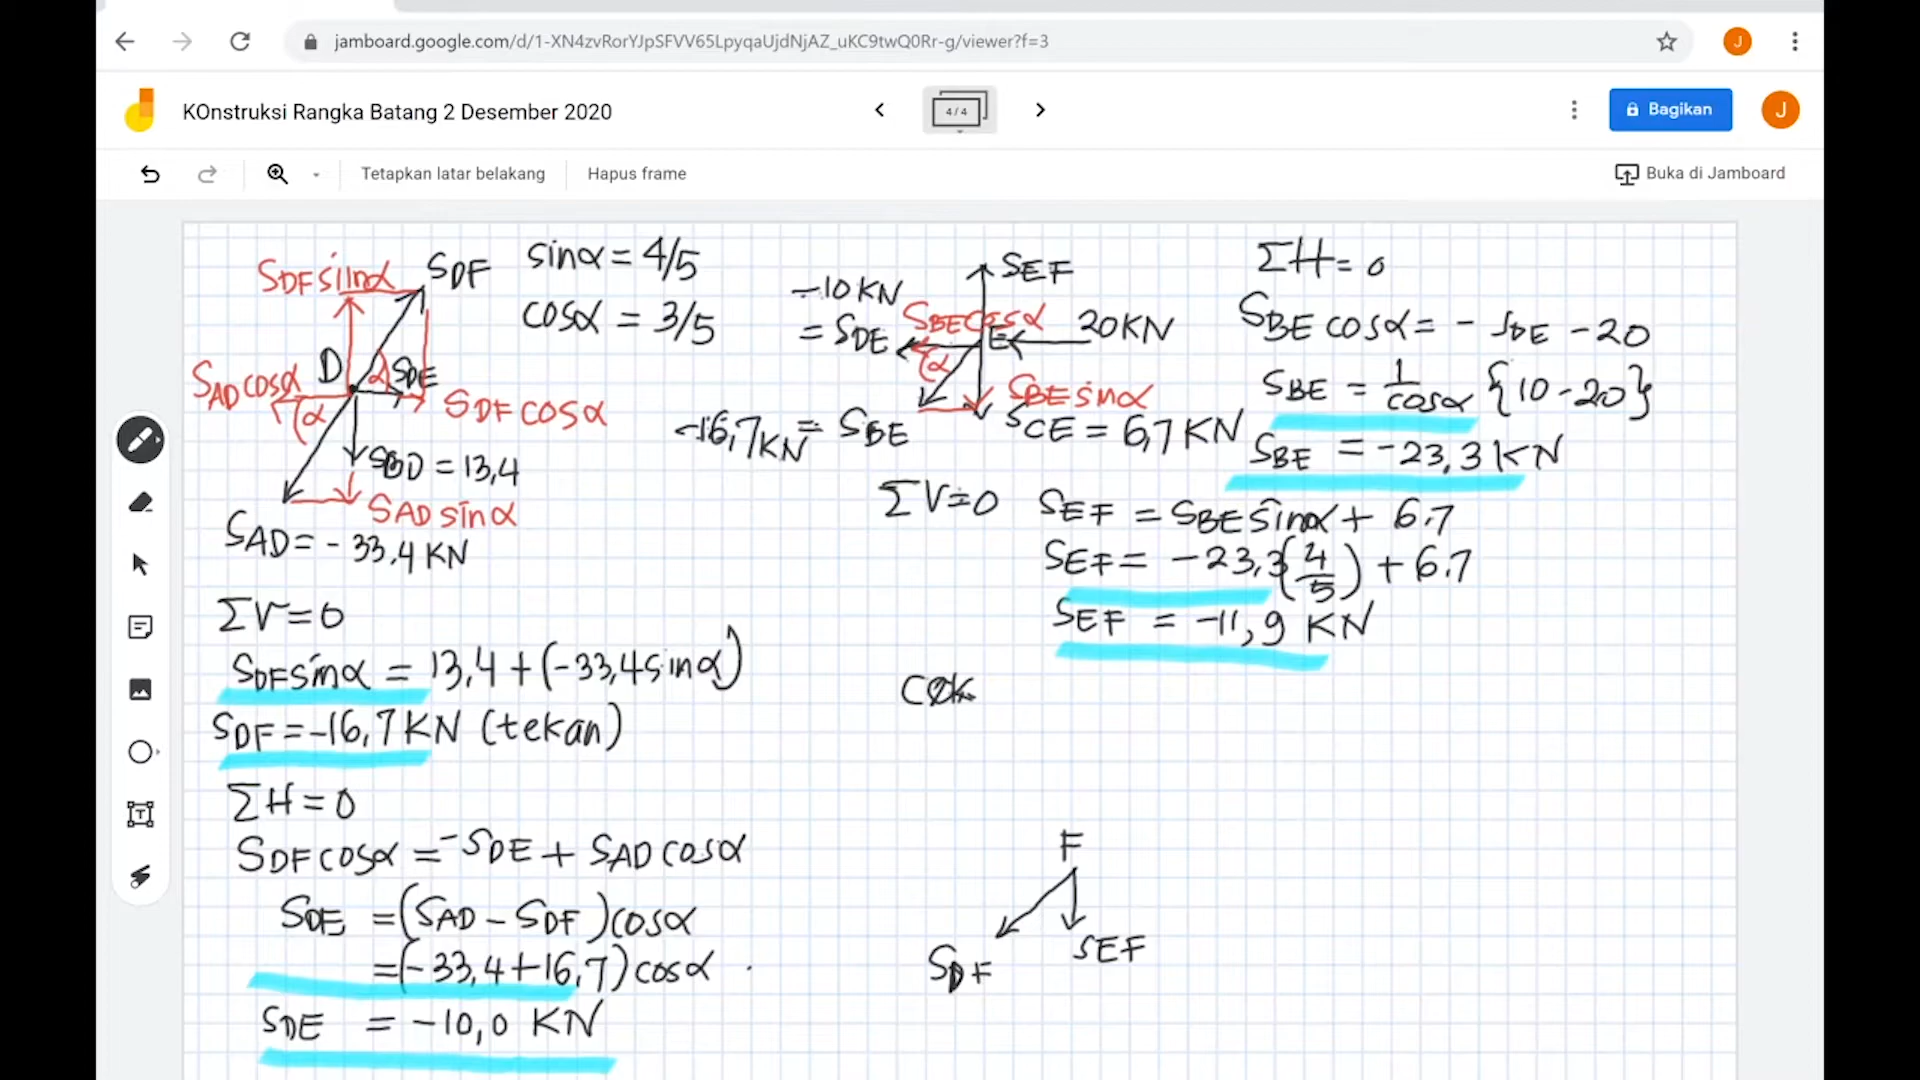 jamboard.google.com/d/1-XN4zvRorYJpSFVV65LpyqaUjdNjAZ_uKC9twQ0Rr-g/viewer?f=3
J
KOnstruksi Rangka Batang 2 Desember 2020
4 / 4
Bagikan
J
Tetapkan latar belakang
Hapus frame
Buka di Jamboard
SDF sinα
SDF
SAD cosα
D
α
SDE
α
SDF cosα
SBD = 13,4
SAD sinα
SAD = - 33,4 KN
sinα = 4/5
cosα = 3/5
ΣV = 0
SDF sinα = 13,4 + (-33,4 sinα)
SDF = -16,7 KN (tekan)
ΣH = 0
SDF cosα = -SDE + SAD cosα
SDE = (SAD - SDF) cosα
= (-33,4 + 16,7) cosα
SDE = -10,0 KN
SEF
-10 KN
= SDE
SBE cosα
E
20 KN
α
SBE sinα
-16,7 KN = SBE
SCE = 6,7 KN
ΣH = 0
SBE cosα = - SDE - 20
SBE = 1/cosα {10 - 20}
SBE = -23,3 KN
ΣV = 0
SEF = SBE sinα + 6.7
SEF = -23,3 (4/5) + 6.7
SEF = -11,9 KN
F
SDF
SEF